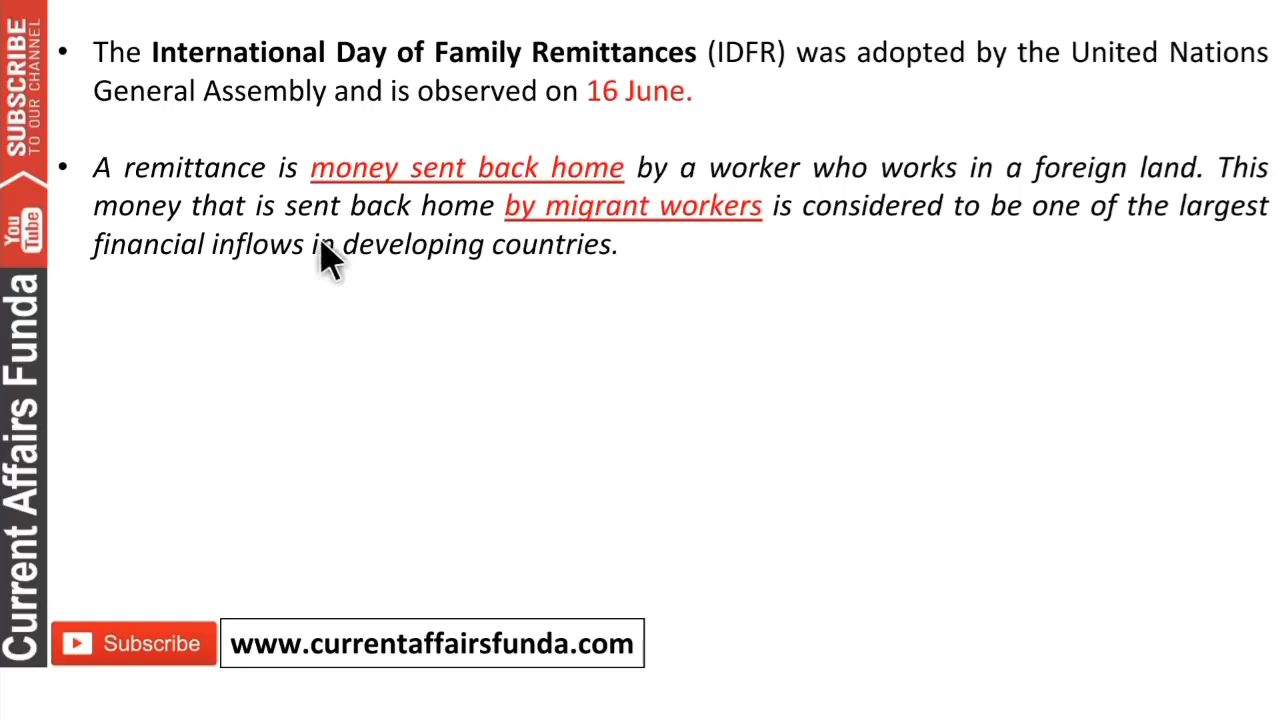 • The International Day of Family Remittances (IDFR) was adopted by the United Nations
General Assembly and is observed on 16 June.
• A remittance is money sent back home by a worker who works in a foreign land. This
money that is sent back home by migrant workers is considered to be one of the largest
financial inflows in developing countries.
SUBSCRIBE
TO OUR CHANNEL
You
Tube
Current Affairs Funda
Subscribe
www.currentaffairsfunda.com